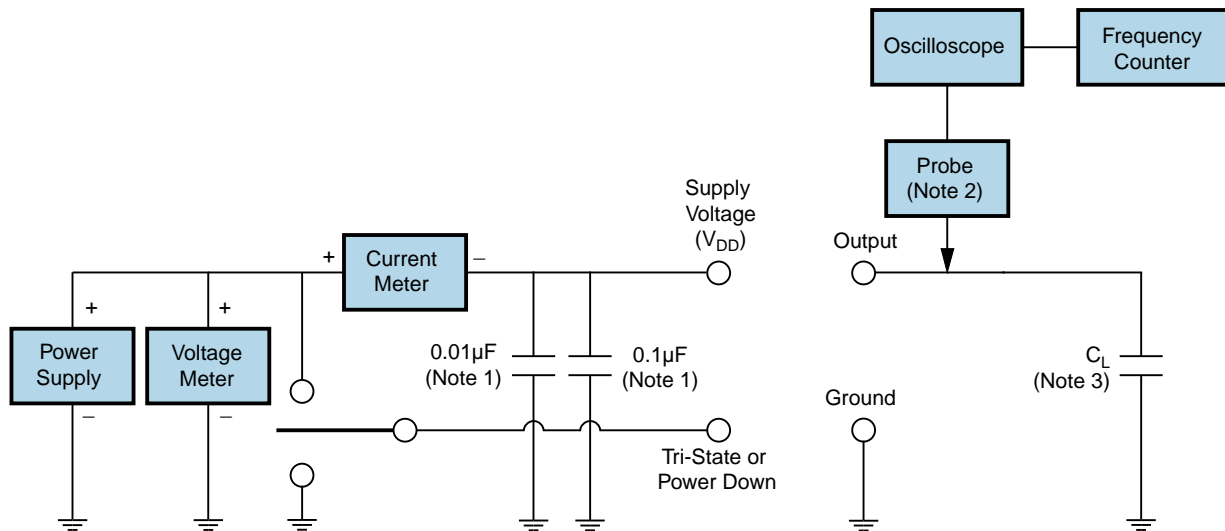 Oscilloscope
Frequency
Counter
Probe
(Note 2)
Supply
Voltage
(VDD)
Output
+
Current
Meter
–
+
+
Power
Supply
Voltage
Meter
0.01µF
(Note 1)
0.1µF
(Note 1)
CL
(Note 3)
–
–
Ground
Tri-State or
Power Down